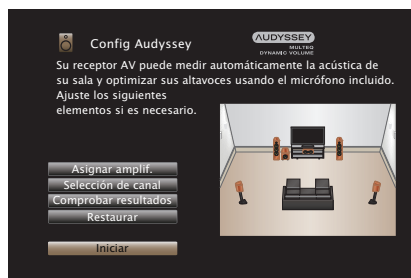 Config Audyssey
AUDYSSEY
MULTEQ
DYNAMIC VOLUME
Su receptor AV puede medir automáticamente la acústica de
su sala y optimizar sus altavoces usando el micrófono incluido.
Ajuste los siguientes
elementos si es necesario.
Asignar amplif.
Selección de canal
Comprobar resultados
Restaurar
Iniciar